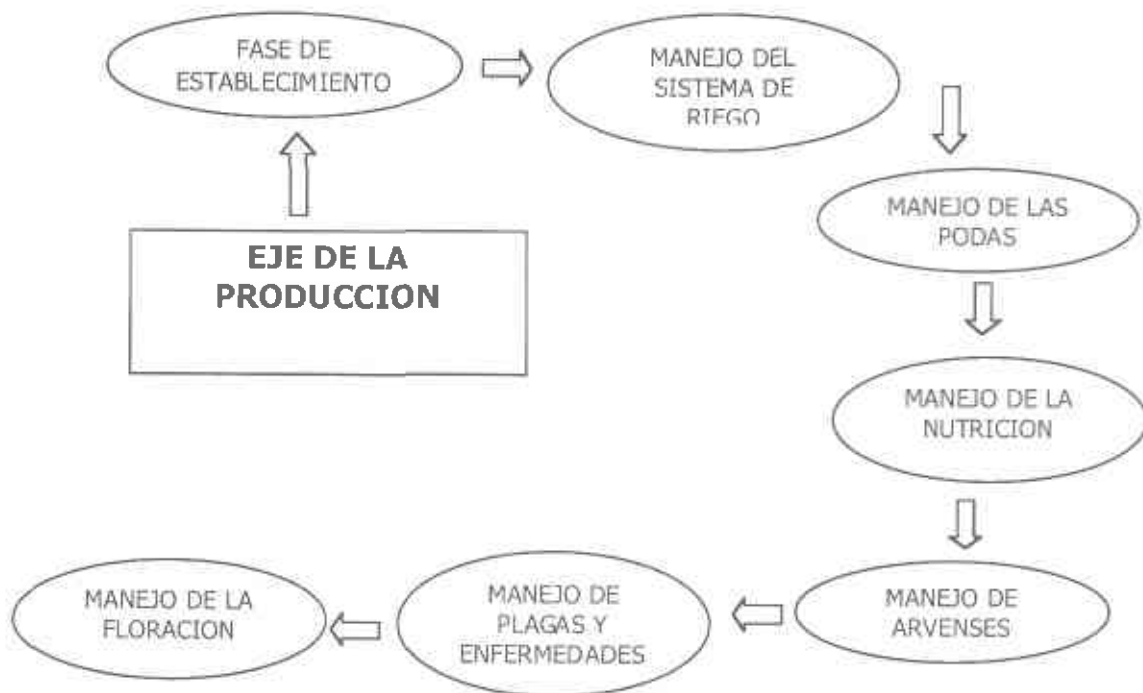 FASE DE
ESTABLECIMIENTO
MANEJO DEL
SISTEMA DE
RIEGO
MANEJO DE LAS
PODAS
EJE DE LA
PRODUCCION
MANEJO DE LA
NUTRICION
MANEJO DE
ARVENSES
MANEJO DE
PLAGAS Y
ENFERMEDADES
MANEJO DE LA
FLORACION